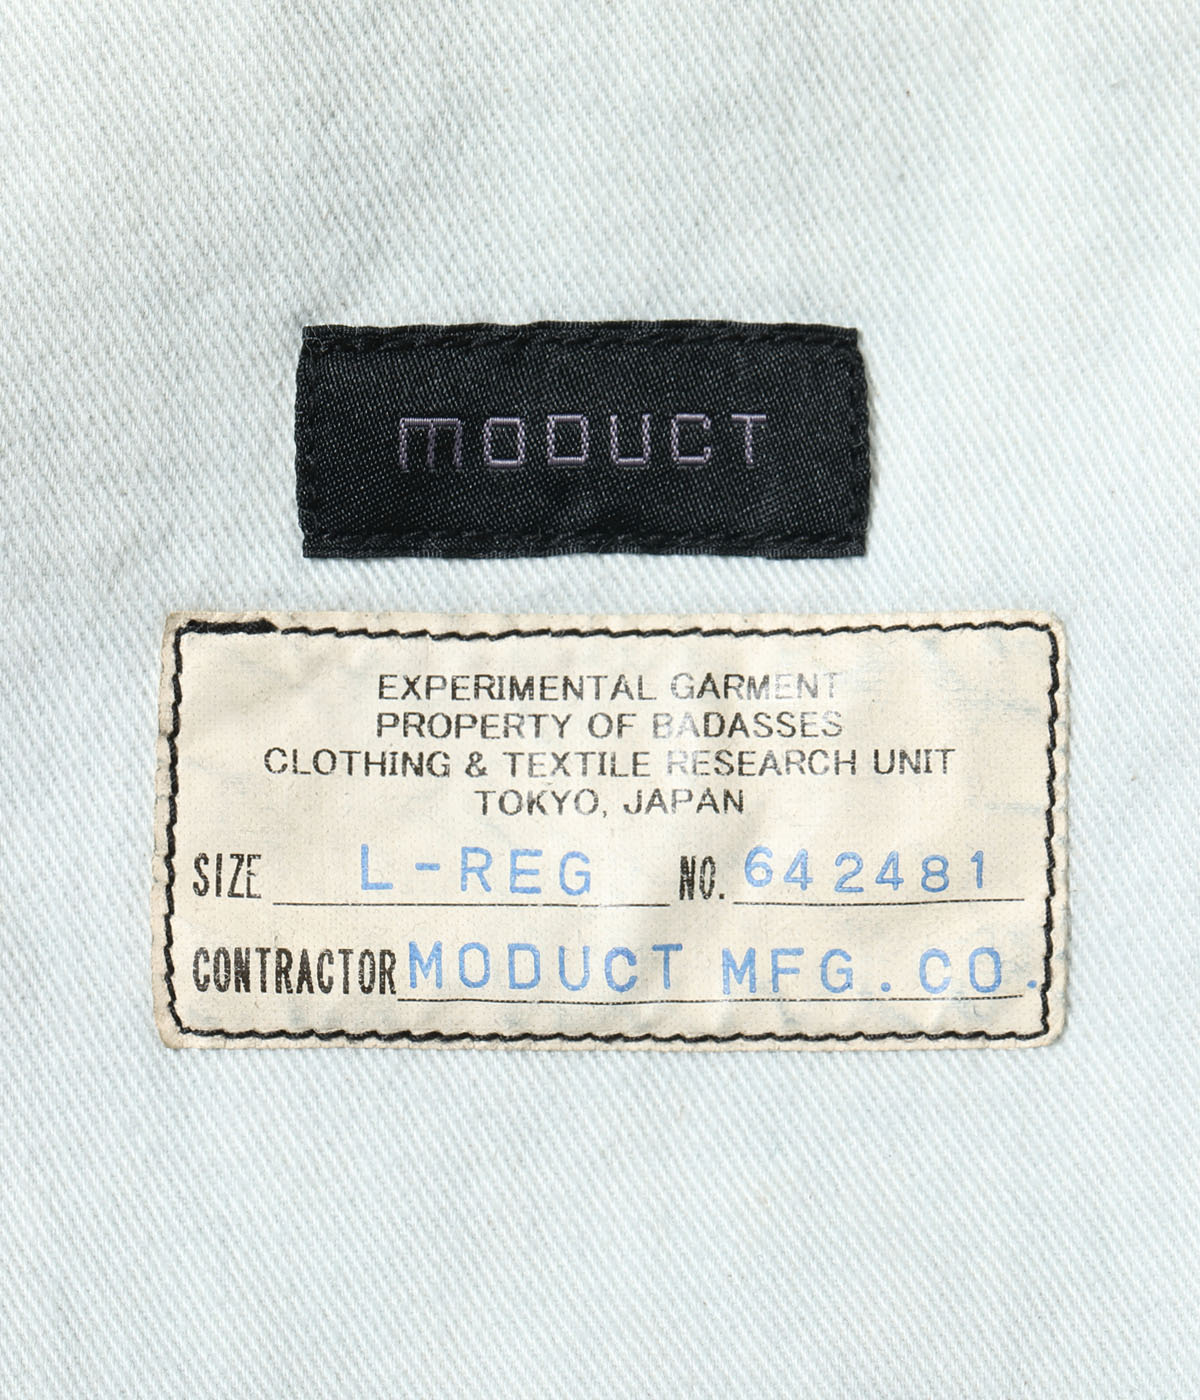 MODUCT
EXPERIMENTAL GARMENT
PROPERTY OF BADASSES
CLOTHING & TEXTILE RESEARCH UNIT
TOKYO, JAPAN
SIZE L-REG NO. 642481
CONTRACTOR MODUCT MFG.CO.